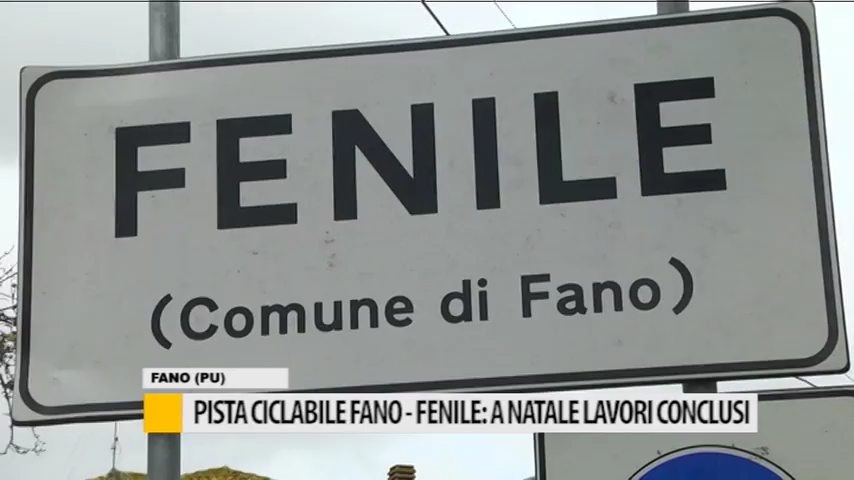 FENILE
(Comune di Fano)
FANO (PU)
PISTA CICLABILE FANO - FENILE: A NATALE LAVORI CONCLUSI